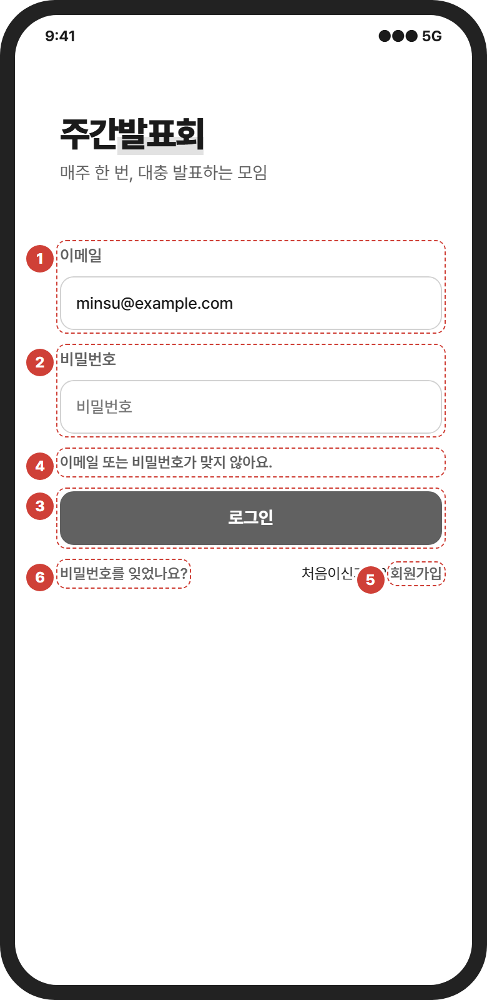 9:41 5G
주간발표회
매주 한 번, 대충 발표하는 모임
1 이메일
minsu@example.com
2 비밀번호
비밀번호
4 이메일 또는 비밀번호가 맞지 않아요.
3 로그인
6 비밀번호를 잊었나요? 5 회원가입